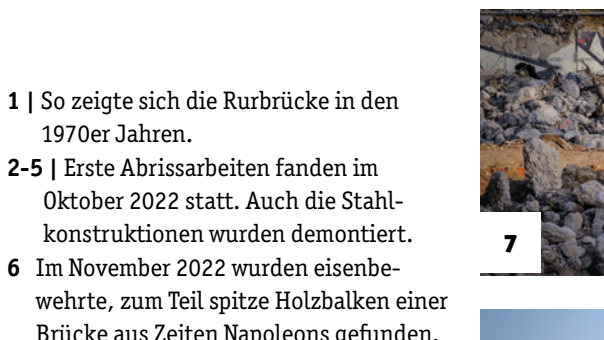 1 | So zeigte sich die Rurbrücke in den
1970er Jahren.
2-5 | Erste Abrissarbeiten fanden im
Oktober 2022 statt. Auch die Stahl-
konstruktionen wurden demontiert.
6 Im November 2022 wurden eisenbe-
wehrte, zum Teil spitze Holzbalken einer
Brücke aus Zeiten Napoleons gefunden.
7